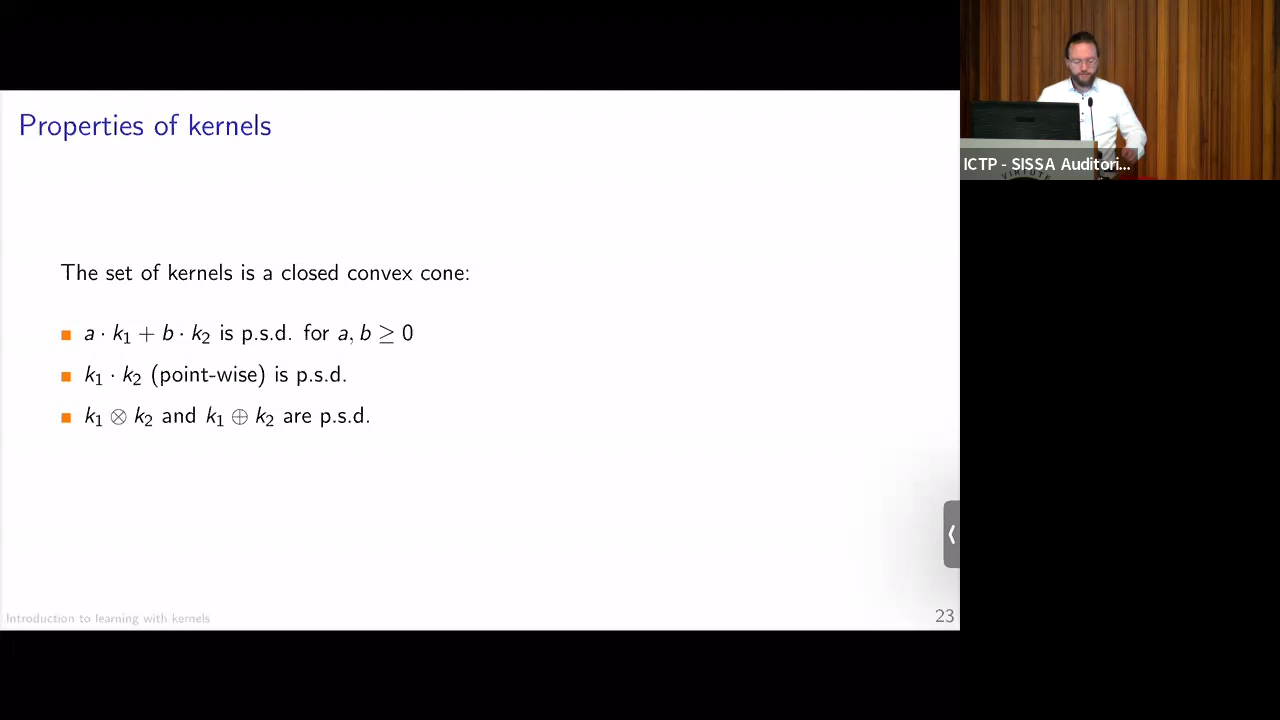 Properties of kernels
The set of kernels is a closed convex cone:
a · k₁ + b · k₂ is p.s.d. for a, b ≥ 0
k₁ · k₂ (point-wise) is p.s.d.
k₁ ⊗ k₂ and k₁ ⊕ k₂ are p.s.d.
Introduction to learning with kernels
23
ICTP - SISSA Auditori...
VIRTUTE